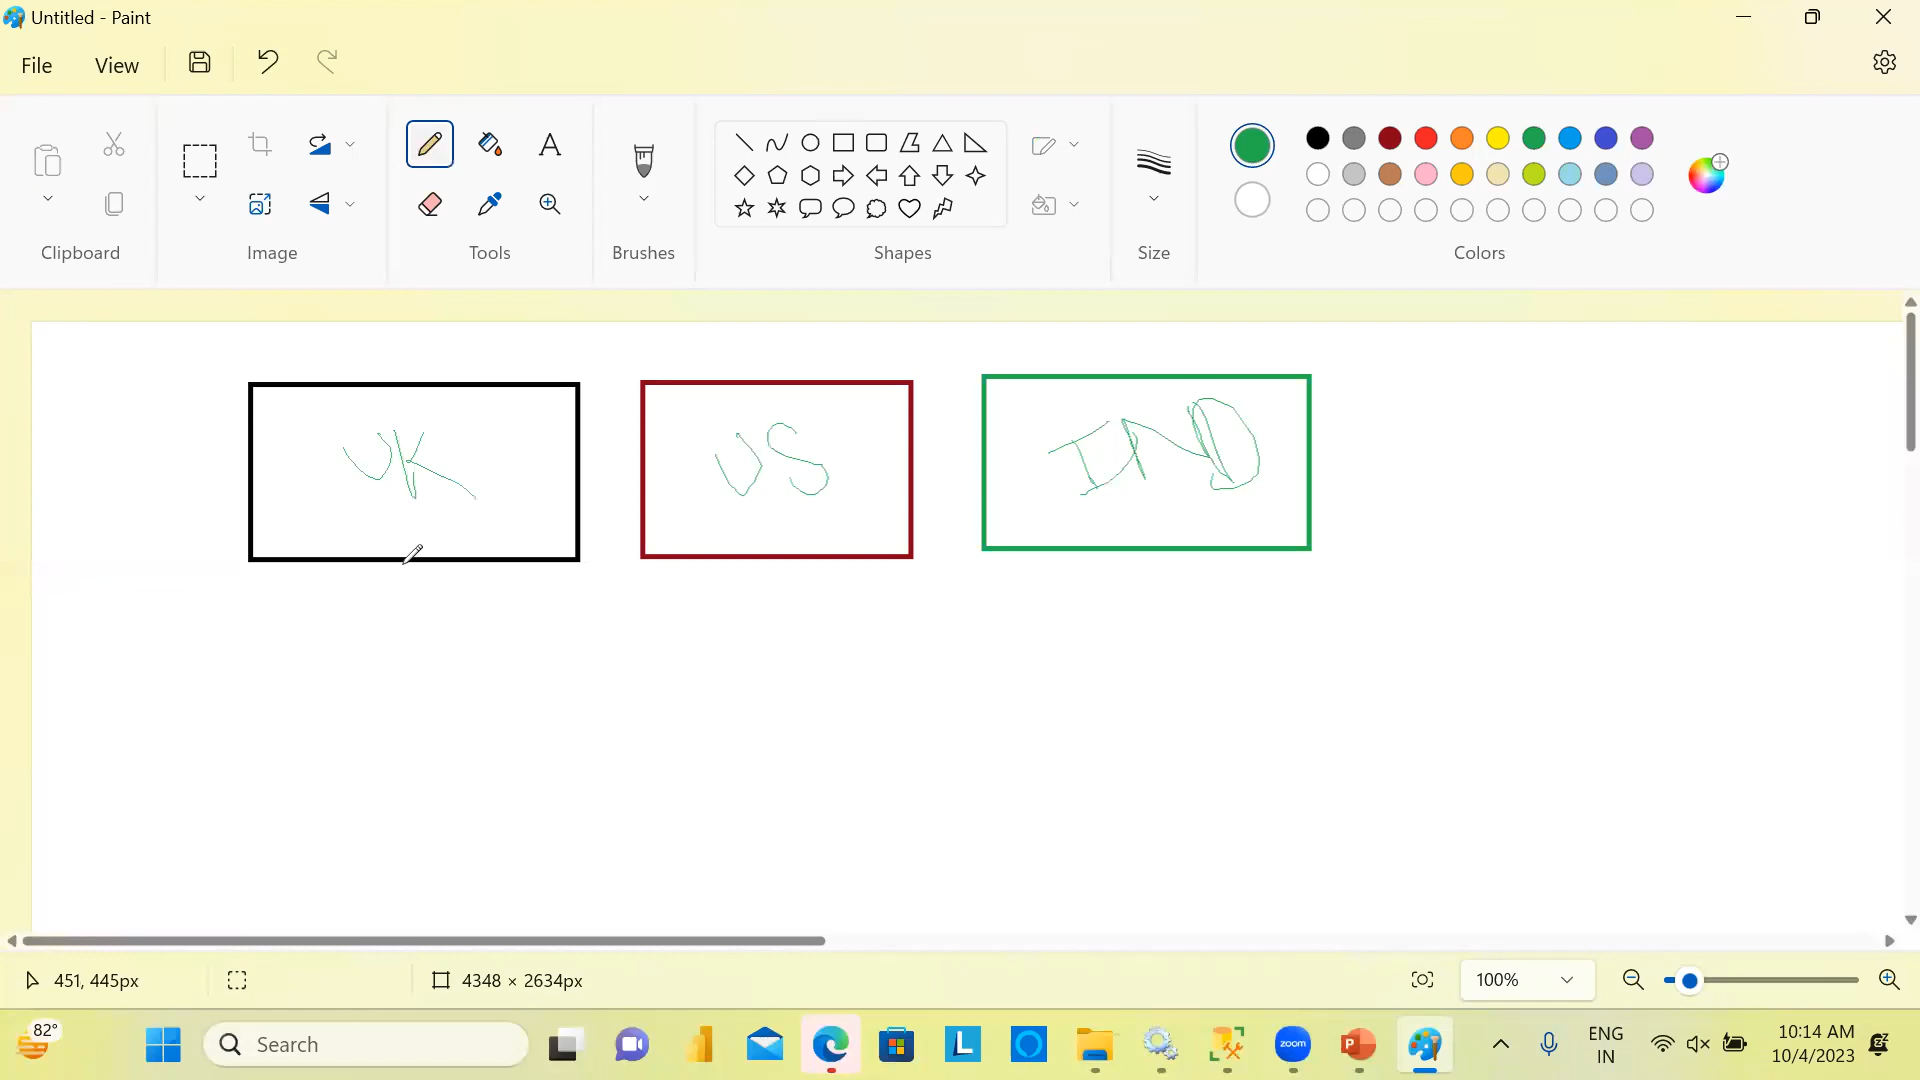 Untitled - Paint
File View
Clipboard Image Tools Brushes Shapes Size Colors
UK US IND
451, 445px 4348 × 2634px 100%
82° Search zoom ENG 10:14 AM
IN 10/4/2023